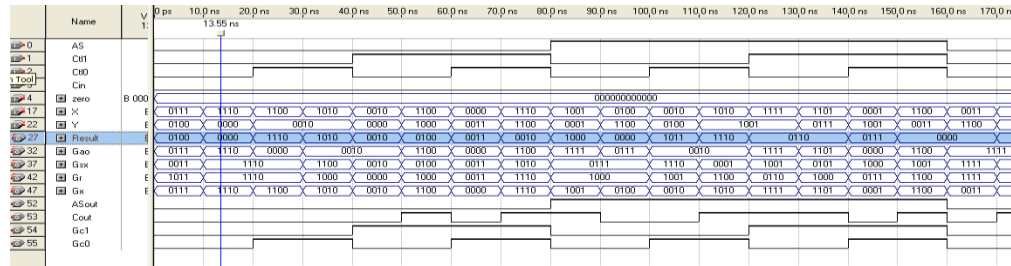 Name V 0 ps 10.0 ns 20.0 ns 30.0 ns 40.0 ns 50.0 ns 60.0 ns 70.0 ns 80.0 ns 90.0 ns 100.0 ns 110.0 ns 120.0 ns 130.0 ns 140.0 ns 150.0 ns 160.0 ns 170.0 n
13.55 ns
0 AS
1 Ctl1
2 Ctl0
n Tool Cin
4 zero B 000 000000000000
17 X 0111 1110 1100 1010 0010 1100 0000 1110 1001 0100 0010 1010 1111 1101 0001 1100 0011
22 Y 0100 0000 0010 0000 0010 0011 0001 1100 0100 1001 0111 1001 0011 1100
27 Result 0100 0000 1110 1010 0010 0100 0011 0010 1000 0000 1011 1110 0110 0111 0000
32 Gao 0111 1110 0000 0010 1100 0000 1100 1111 0111 0010 1111 1101 0000 1100 1111
37 Gsx 0011 1110 1100 0010 0100 0011 1110 0111 1110 0001 1001 0101 1000 1001 1111
42 Gr 1011 1110 1000 0000 1000 0011 1110 1000 1001 1100 0110 1000 0111 1100 1111
47 Gx 0111 1110 1100 1010 0010 1100 0000 1110 1001 0100 0010 1010 1111 1101 0001 1100 0011
52 ASout
53 Cout
54 Gc1
55 Gc0